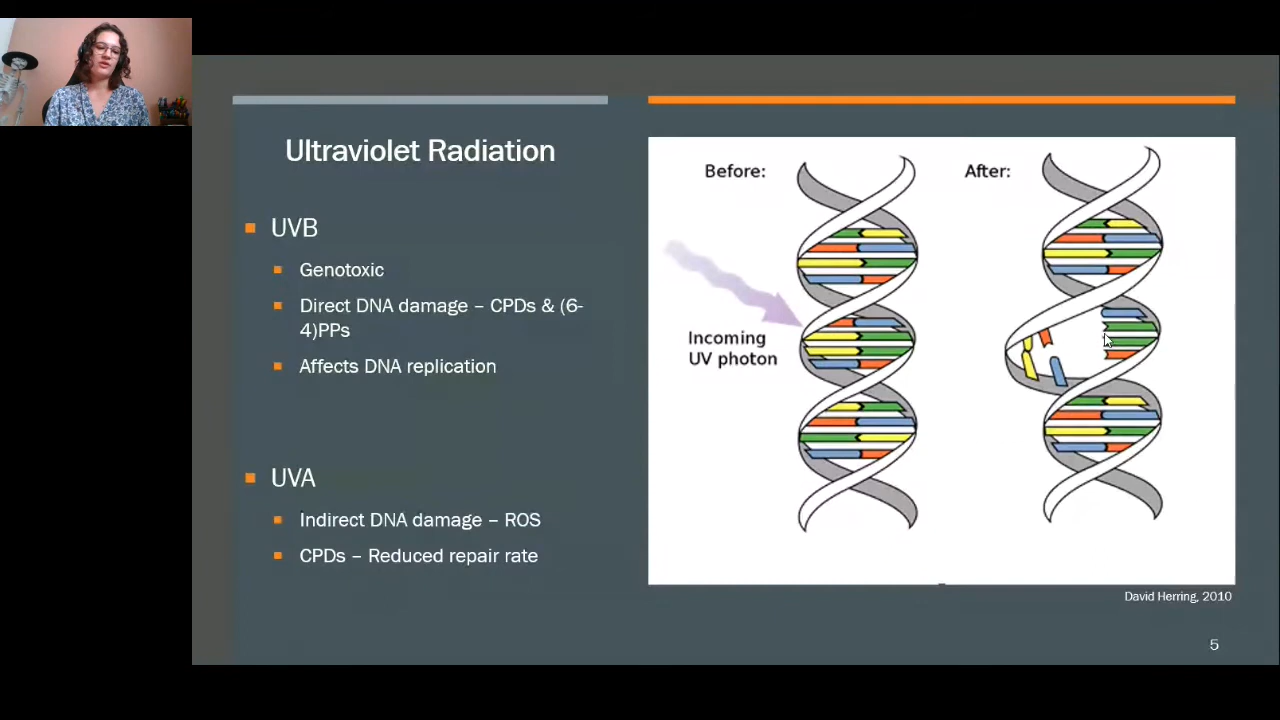 Ultraviolet Radiation
UVB
Genotoxic
Direct DNA damage – CPDs & (6-
4)PPs
Affects DNA replication
UVA
Indirect DNA damage – ROS
CPDs – Reduced repair rate
Before:
After:
Incoming
UV photon
David Herring, 2010
5